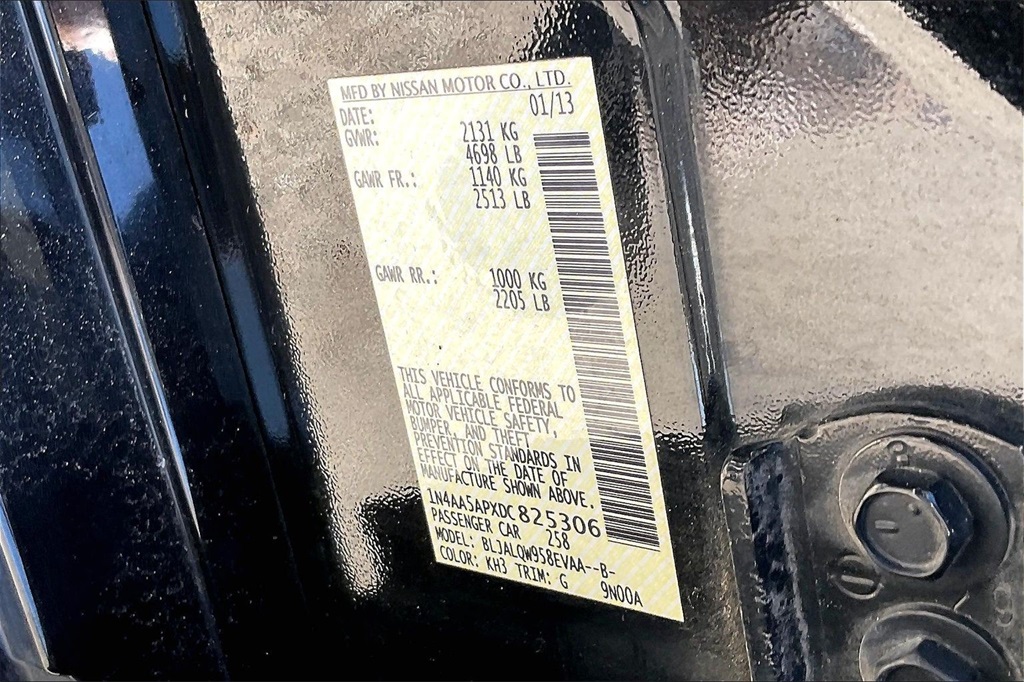 MFD BY NISSAN MOTOR CO., LTD.
DATE: 01/13
GVWR: 2131 KG
4698 LB
GAWR FR.: 1140 KG
2513 LB
GAWR RR.: 1000 KG
2205 LB
THIS VEHICLE CONFORMS TO
ALL APPLICABLE FEDERAL
MOTOR VEHICLE SAFETY,
BUMPER, AND THEFT
PREVENTION STANDARDS IN
EFFECT ON THE DATE OF
MANUFACTURE SHOWN ABOVE.
1N4AA5APXDC825306
PASSENGER CAR 258
MODEL: BLJALQW958EVAA--B-
COLOR: KH3 TRIM: G 9N00A
9